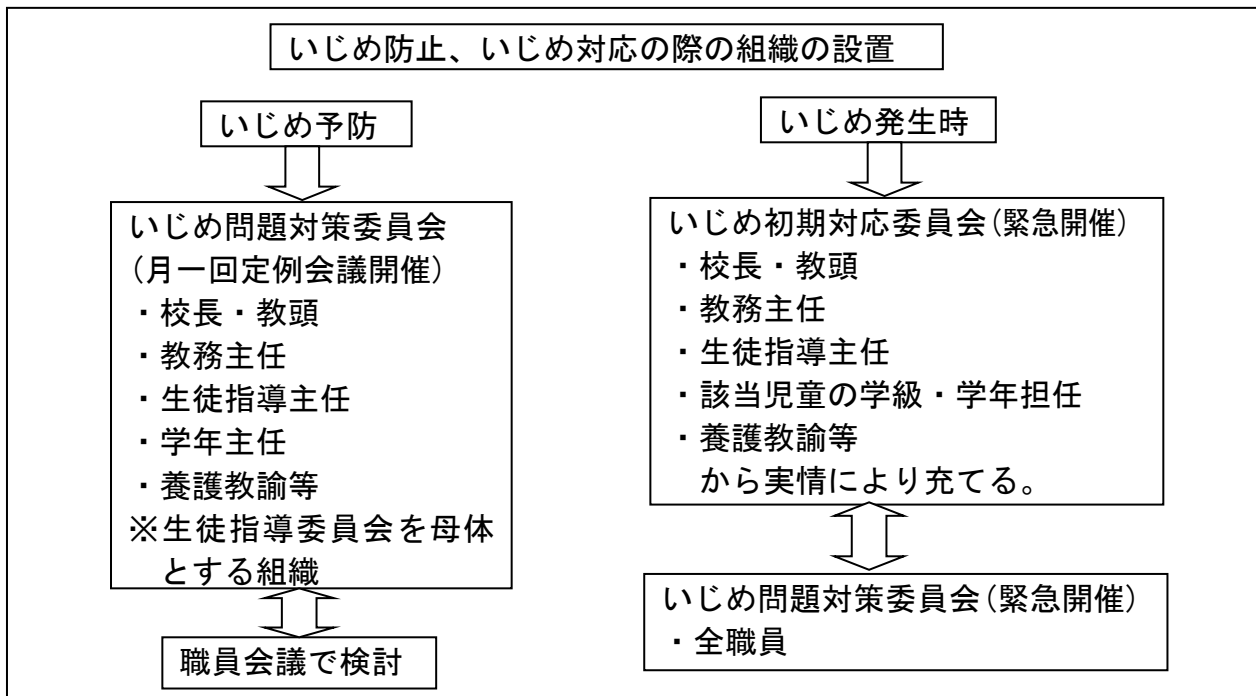 いじめ防止、いじめ対応の際の組織の設置
いじめ予防
いじめ問題対策委員会
(月一回定例会議開催)
・校長・教頭
・教務主任
・生徒指導主任
・学年主任
・養護教諭等
※生徒指導委員会を母体
とする組織
職員会議で検討
いじめ発生時
いじめ初期対応委員会(緊急開催)
・校長・教頭
・教務主任
・生徒指導主任
・該当児童の学級・学年担任
・養護教諭等
から実情により充てる。
いじめ問題対策委員会(緊急開催)
・全職員